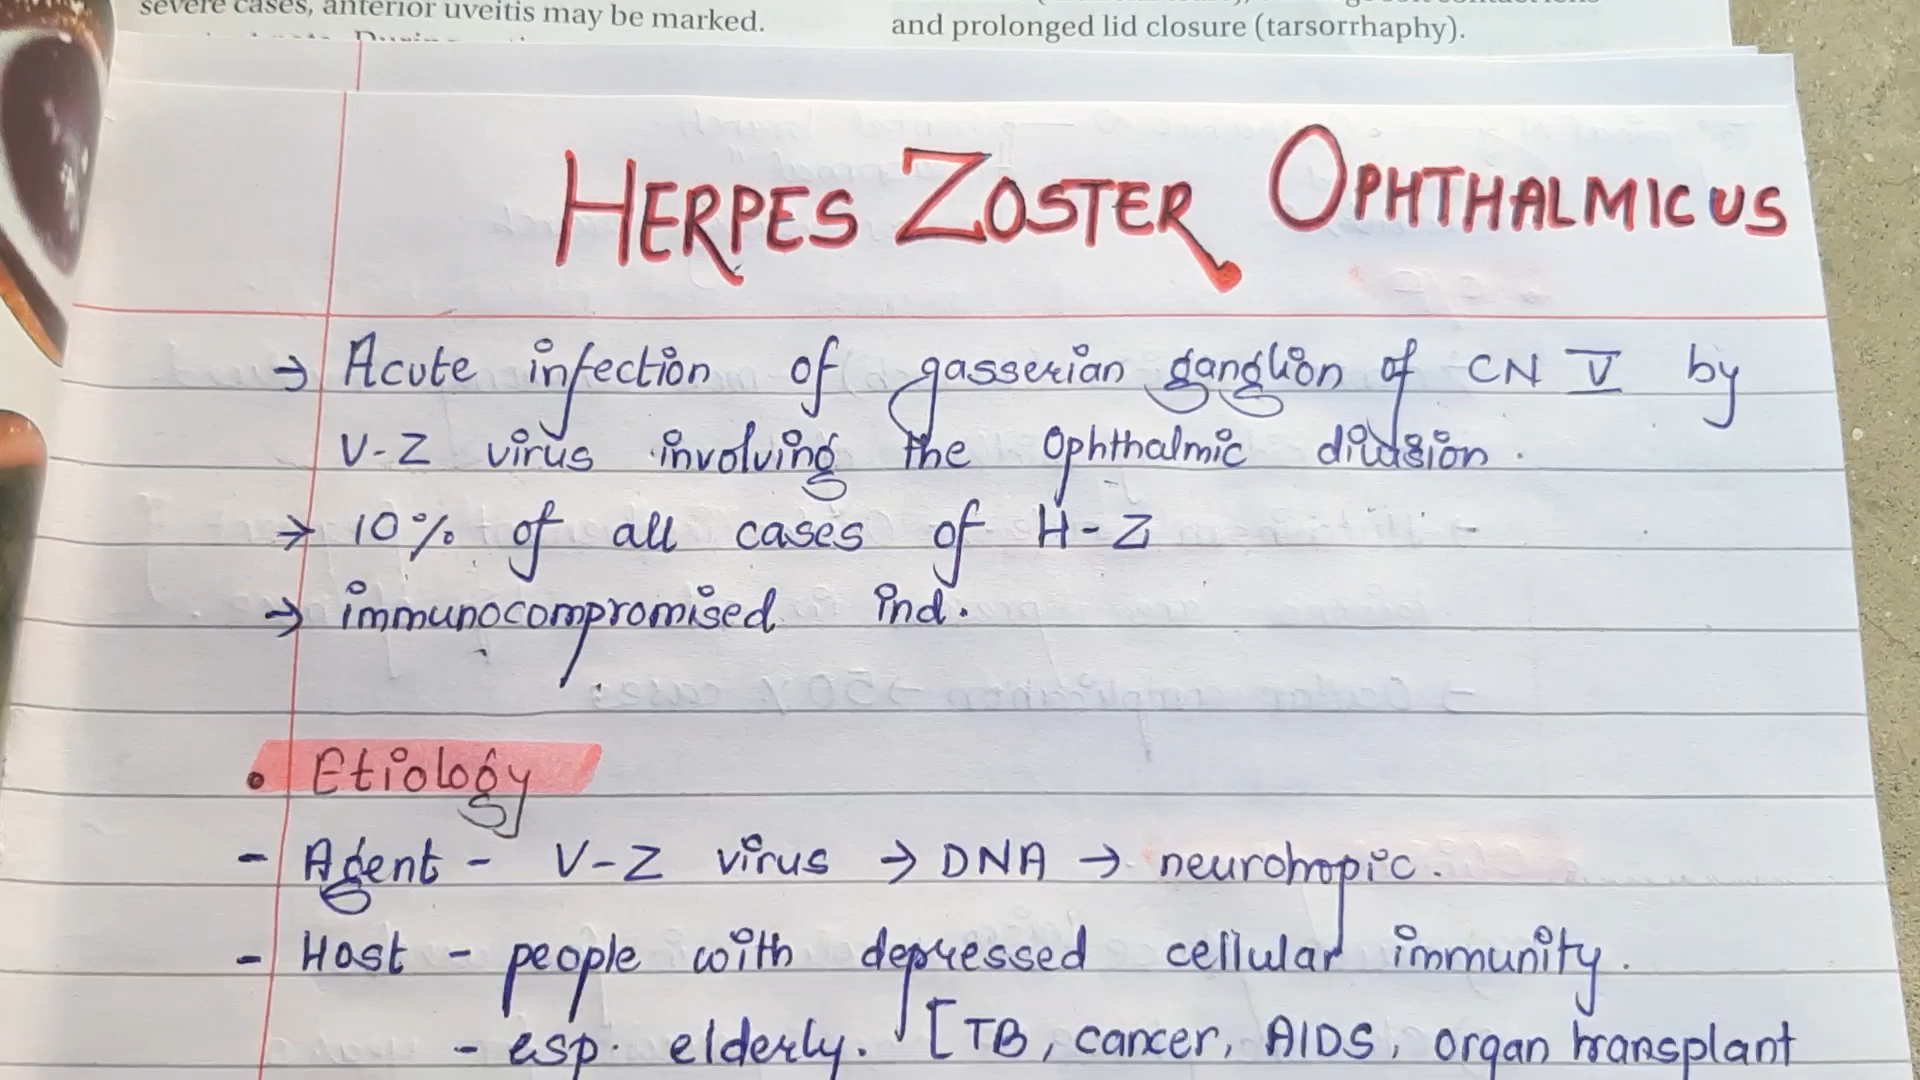 severe cases, anterior uveitis may be marked.
and prolonged lid closure (tarsorrhaphy).
HERPES ZOSTER OPHTHALMICUS
→ Acute infection of gasserian ganglion of CN V by
V-Z virus involving the Ophthalmic division.
→ 10% of all cases of H-Z
→ immunocompromised ind.
• Etiology
- Agent - V-Z virus → DNA → neurotropic.
- Host - people with depressed cellular immunity.
- esp. elderly. [TB, cancer, AIDS, organ transplant